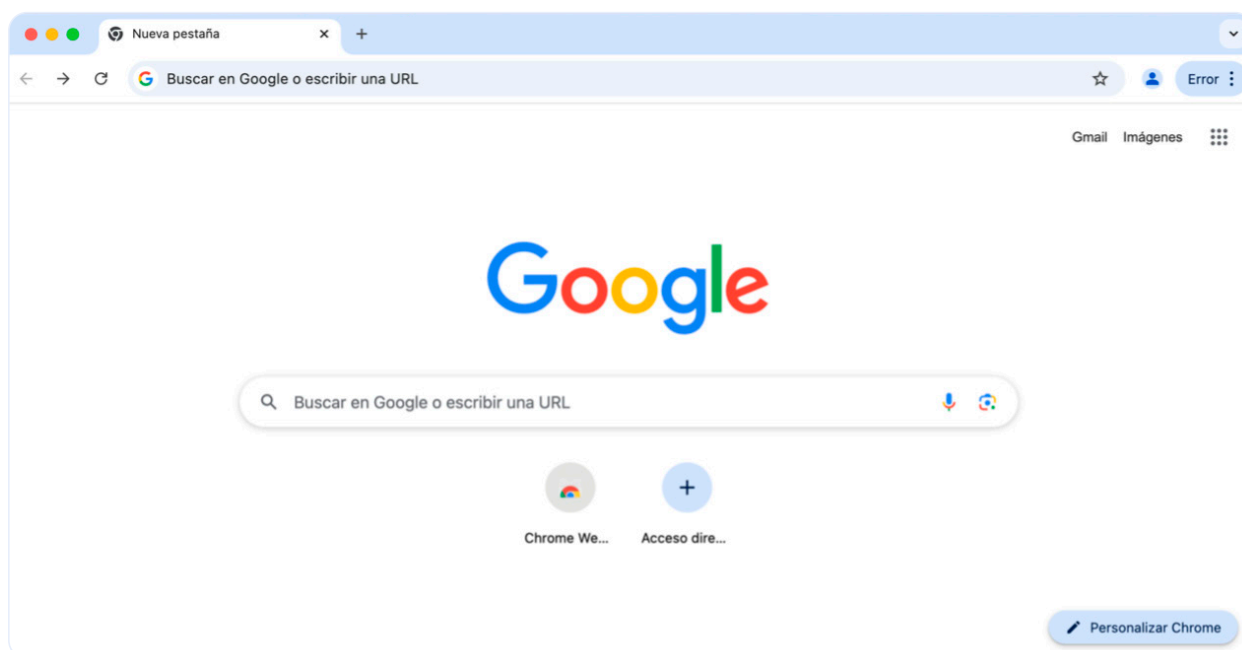 Nueva pestaña
Buscar en Google o escribir una URL
Error
Gmail Imágenes
Google
Buscar en Google o escribir una URL
Chrome We... Acceso dire...
Personalizar Chrome